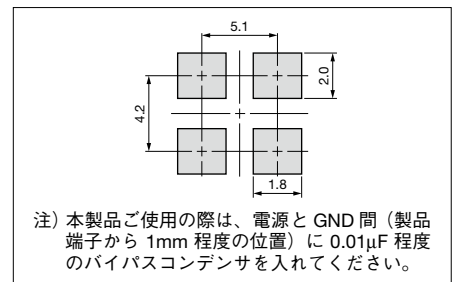 5.1
2.0
4.2
1.8
注）本製品ご使用の際は、電源と GND 間（製品
端子から 1mm 程度の位置）に 0.01μF 程度
のバイパスコンデンサを入れてください。